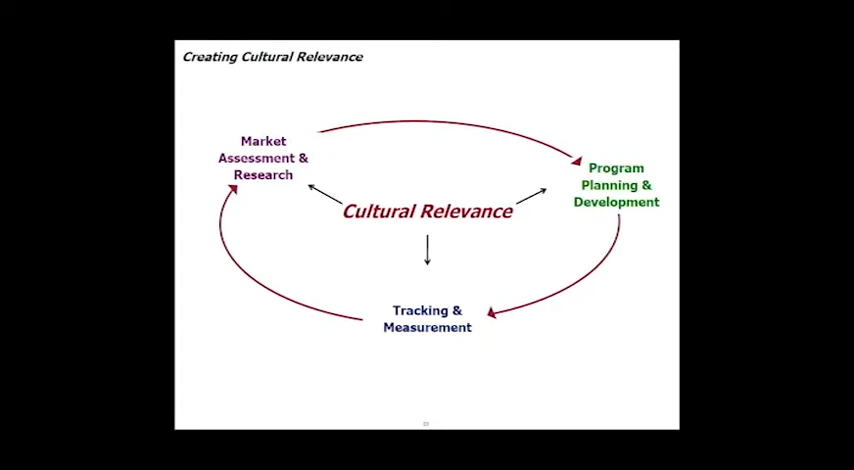 Creating Cultural Relevance
Market
Assessment &
Research
Program
Planning &
Development
Cultural Relevance
Tracking &
Measurement